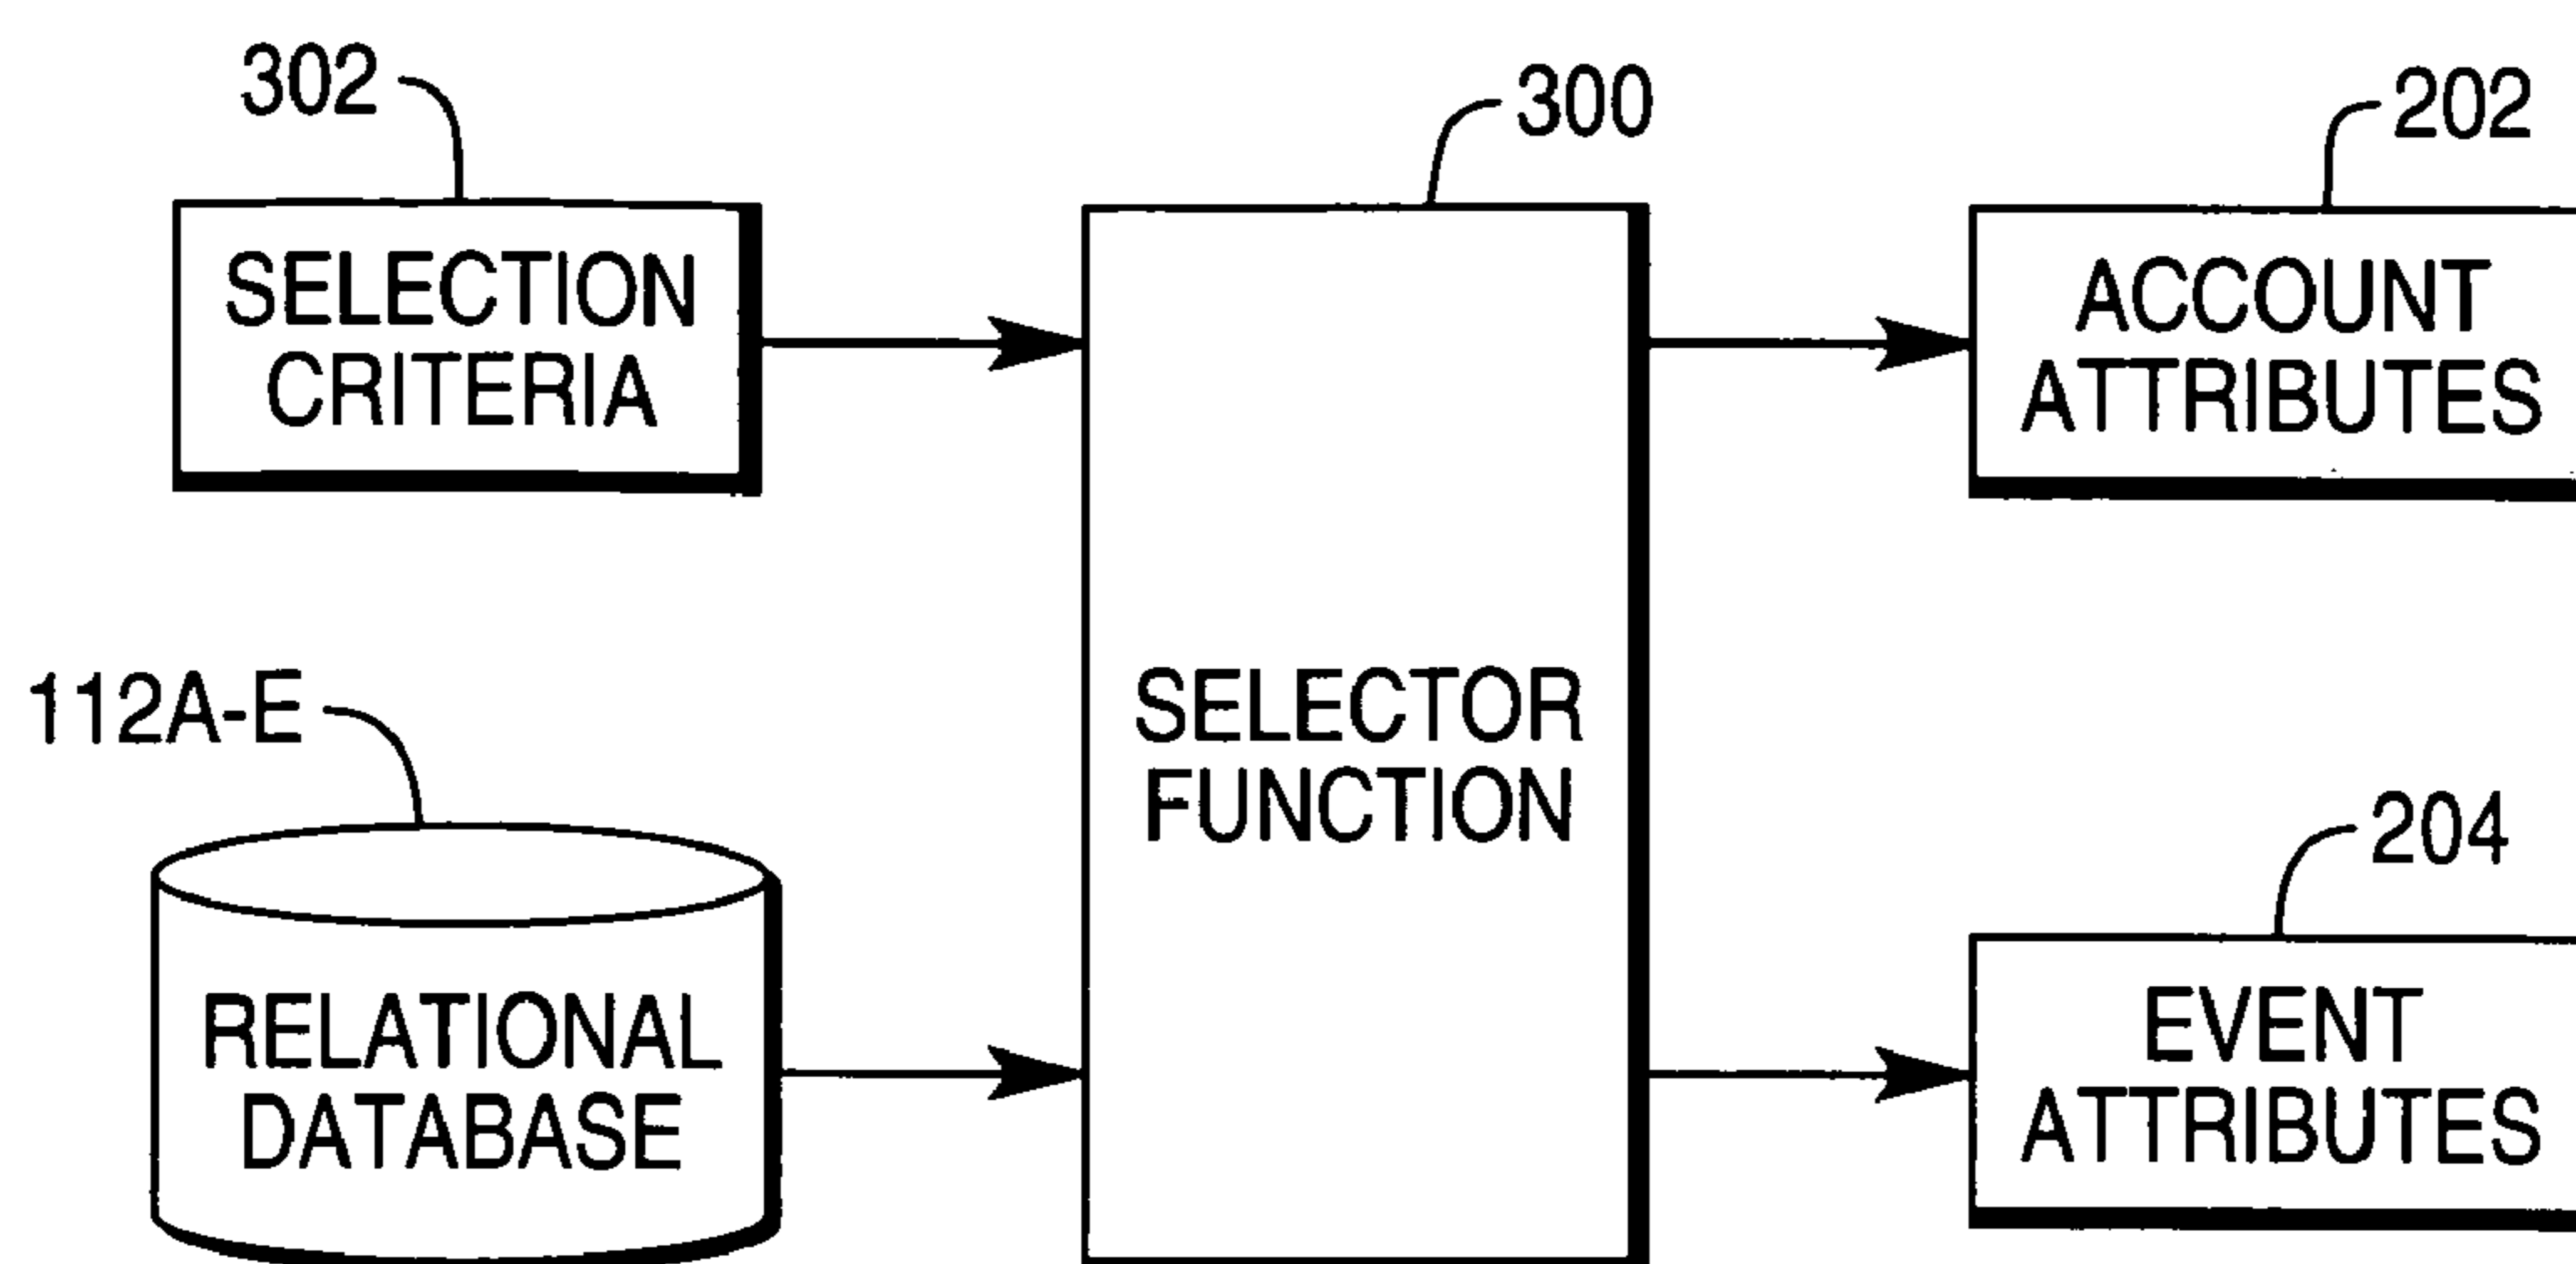 302
300
202
SELECTION
CRITERIA
ACCOUNT
ATTRIBUTES
112A-E
SELECTOR
FUNCTION
204
RELATIONAL
DATABASE
EVENT
ATTRIBUTES